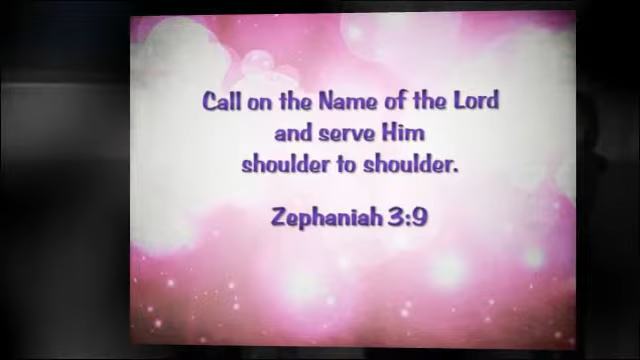 Call on the Name of the Lord
and serve Him
shoulder to shoulder.
Zephaniah 3:9